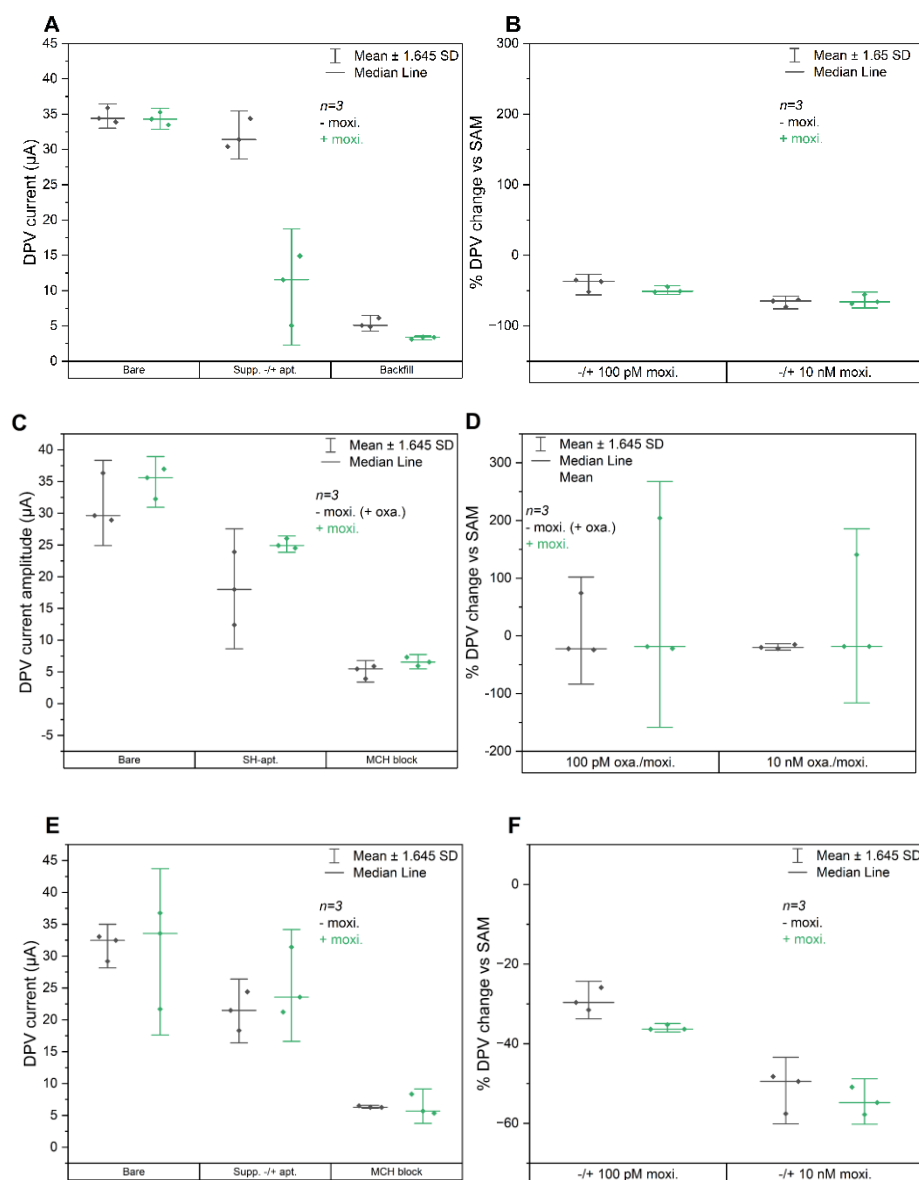 A
Mean ± 1.645 SD
Median Line
n=3
- moxi.
+ moxi.
DPV current (µA)
45
40
35
30
25
20
15
10
5
0
Bare
Supp. -/+ apt.
Backfill
B
Mean ± 1.65 SD
Median Line
n=3
- moxi.
+ moxi.
% DPV change vs SAM
300
200
100
0
−100
-/+ 100 pM moxi.
-/+ 10 nM moxi.
C
Mean ± 1.645 SD
Median Line
n=3
- moxi. (+ oxa.)
+ moxi.
DPV current amplitude (µA)
40
35
30
25
20
15
10
5
0
-5
Bare
SH-apt.
MCH block
D
Mean ± 1.645 SD
Median Line
Mean
n=3
- moxi. (+ oxa.)
+ moxi.
% DPV change vs SAM
300
200
100
0
-100
-200
100 pM oxa./moxi.
10 nM oxa./moxi.
E
Mean ± 1.645 SD
Median Line
n=3
- moxi.
+ moxi.
DPV current (µA)
45
40
35
30
25
20
15
10
5
0
Bare
Supp. -/+ apt.
MCH block
F
Mean ± 1.645 SD
Median Line
n=3
- moxi.
+ moxi.
% DPV change vs SAM
0
−20
−40
−60
-/+ 100 pM moxi.
-/+ 10 nM moxi.